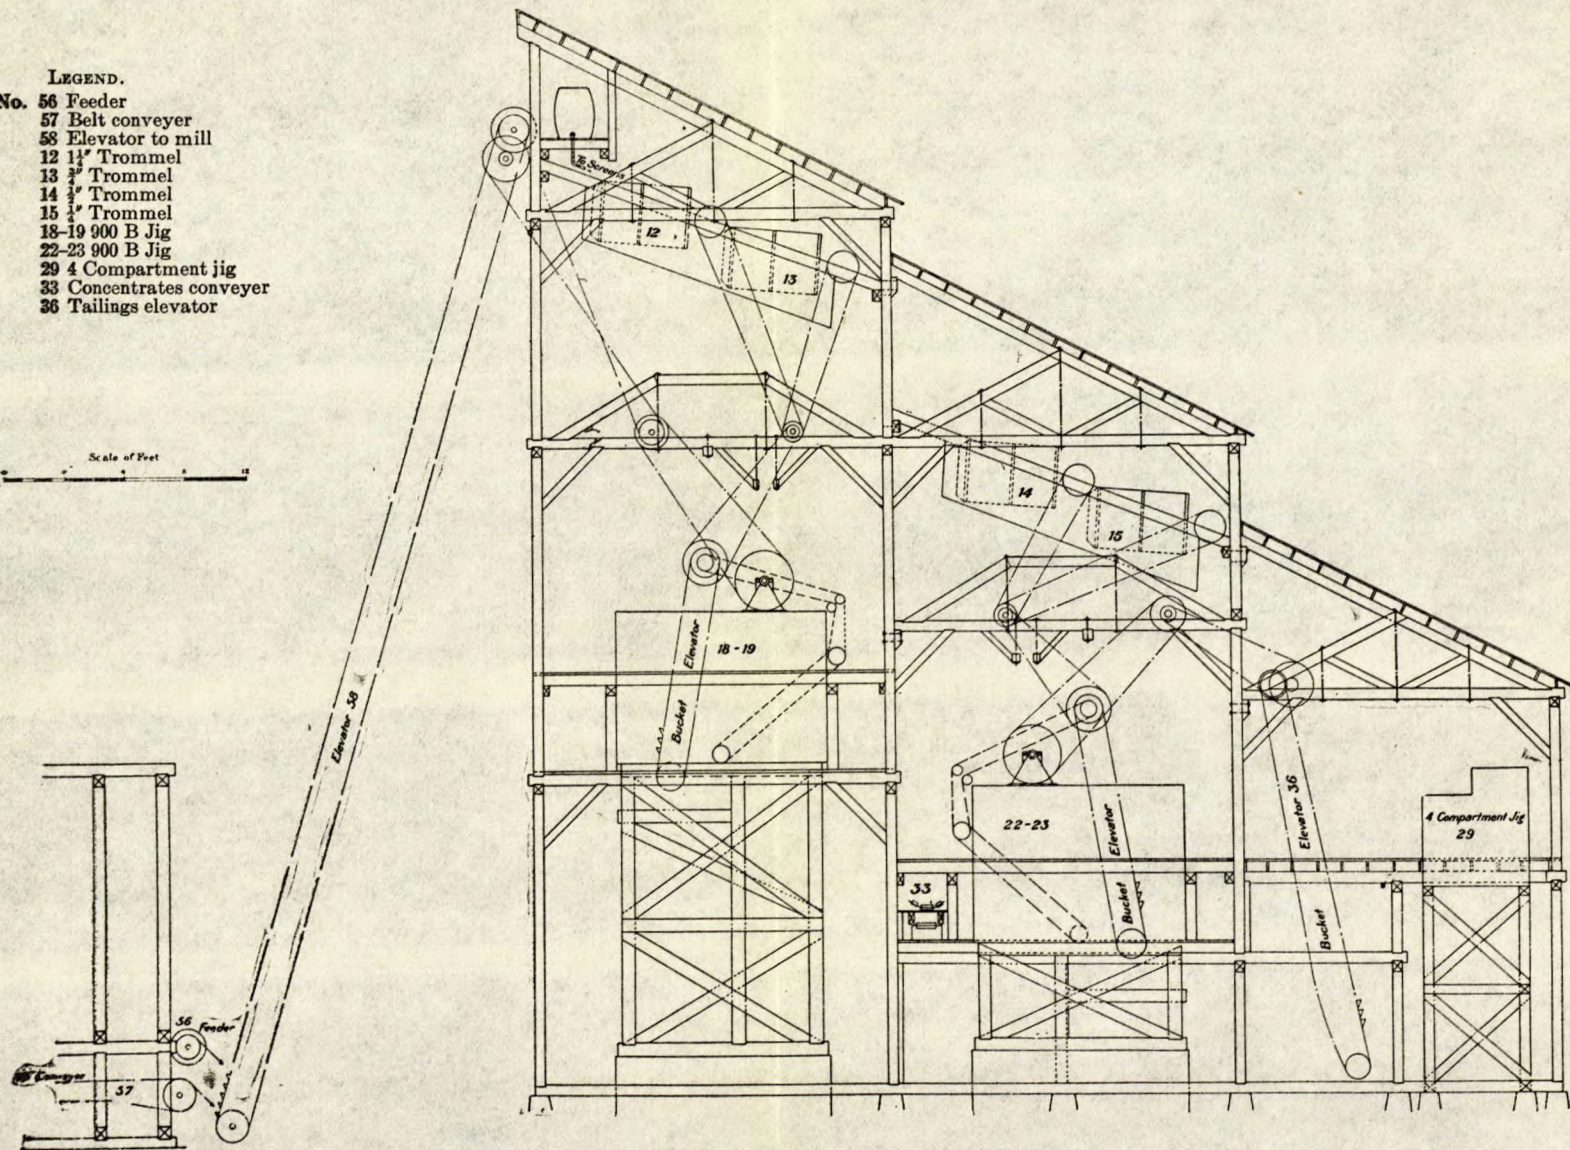 LEGEND.
No. 56 Feeder
57 Belt conveyer
58 Elevator to mill
12 1¼" Trommel
13 ¾" Trommel
14 ½" Trommel
15 ¼" Trommel
18–19 900 B Jig
22–23 900 B Jig
29 4 Compartment jig
33 Concentrates conveyer
36 Tailings elevator
Scale of Feet
12
To Screens
12
13
14
15
Elevator 58
Elevator
Bucket
18-19
Elevator
Bucket
22-23
33
Elevator 36
Bucket
4 Compartment Jig
29
56 Feeder
Conveyer
57